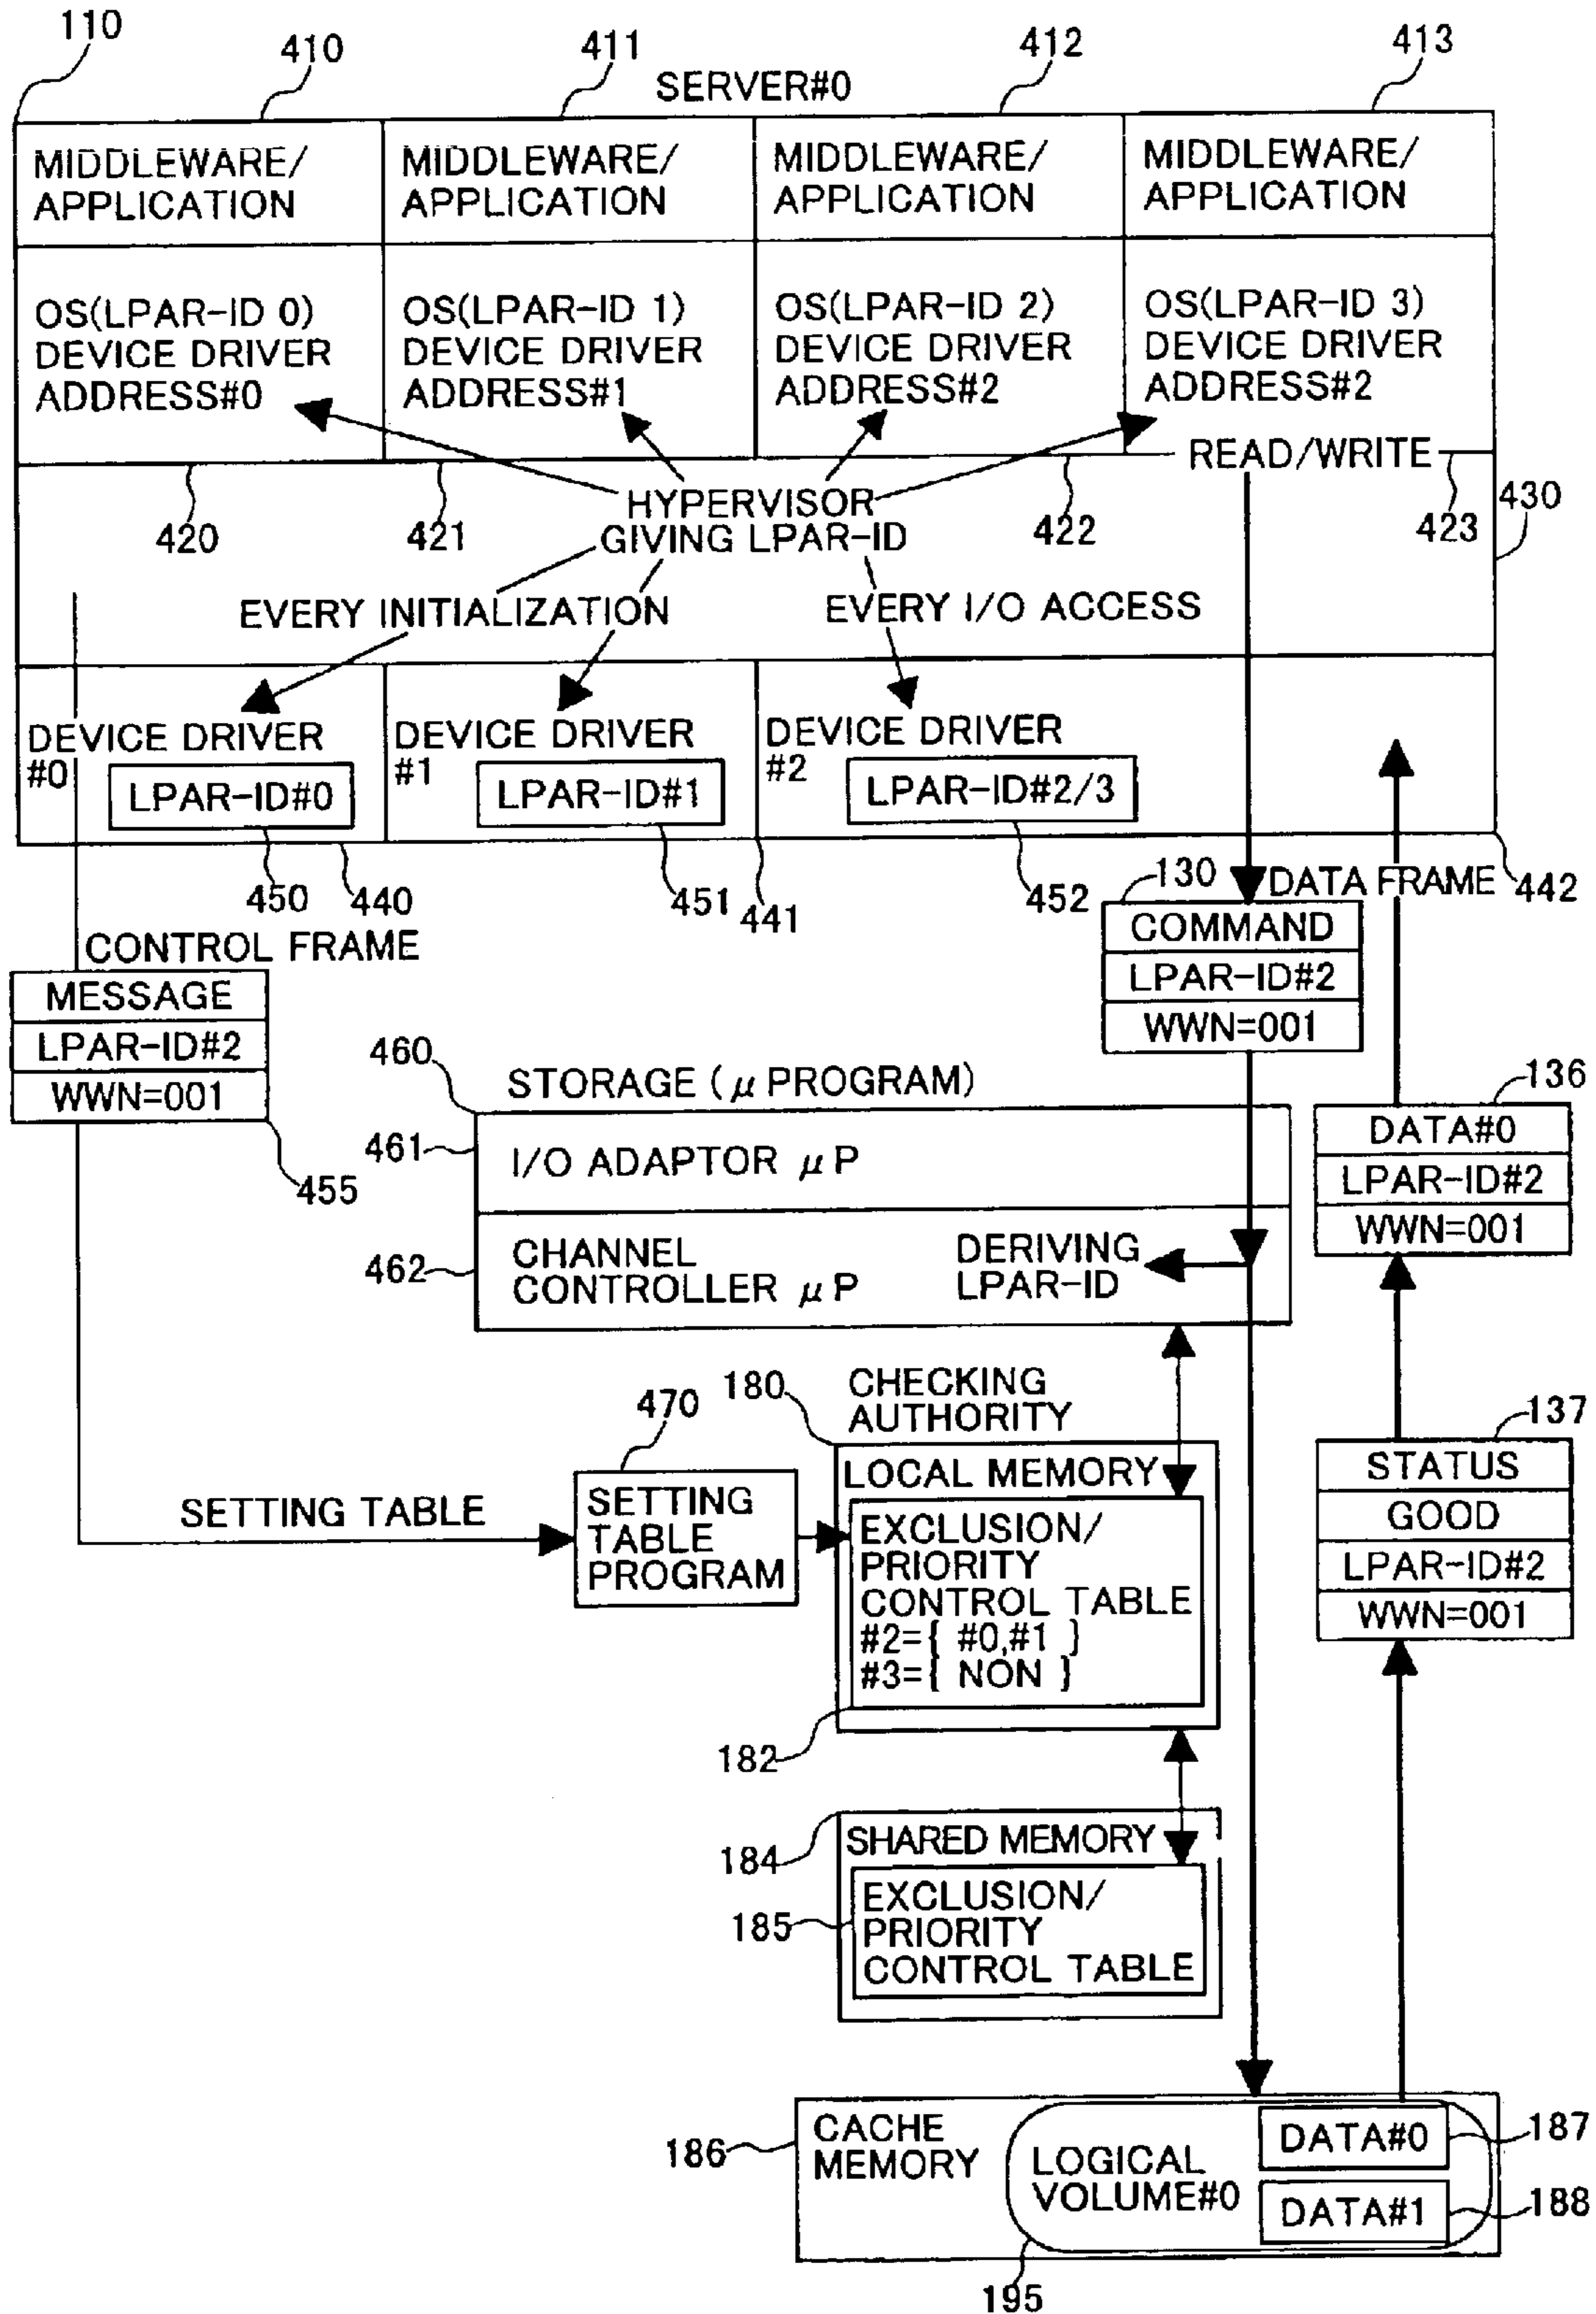 110
410
411
412
413
SERVER#0
MIDDLEWARE/
APPLICATION
MIDDLEWARE/
APPLICATION
MIDDLEWARE/
APPLICATION
MIDDLEWARE/
APPLICATION
OS(LPAR-ID 0)
DEVICE DRIVER
ADDRESS#0
OS(LPAR-ID 1)
DEVICE DRIVER
ADDRESS#1
OS(LPAR-ID 2)
DEVICE DRIVER
ADDRESS#2
OS(LPAR-ID 3)
DEVICE DRIVER
ADDRESS#2
READ/WRITE
420
421
HYPERVISOR
GIVING LPAR-ID
422
423
430
EVERY INITIALIZATION
EVERY I/O ACCESS
DEVICE DRIVER
#0
LPAR-ID#0
DEVICE DRIVER
#1
LPAR-ID#1
DEVICE DRIVER
#2
LPAR-ID#2/3
450
440
451
441
452
130
DATA FRAME
442
COMMAND
LPAR-ID#2
WWN=001
CONTROL FRAME
MESSAGE
LPAR-ID#2
WWN=001
455
460
STORAGE (μ PROGRAM)
461
I/O ADAPTOR μP
462
CHANNEL
CONTROLLER μP
DERIVING
LPAR-ID
136
DATA#0
LPAR-ID#2
WWN=001
137
STATUS
GOOD
LPAR-ID#2
WWN=001
CHECKING
AUTHORITY
180
470
SETTING TABLE
SETTING
TABLE
PROGRAM
LOCAL MEMORY
EXCLUSION/
PRIORITY
CONTROL TABLE
#2={ #0,#1 }
#3={ NON }
182
184
SHARED MEMORY
185
EXCLUSION/
PRIORITY
CONTROL TABLE
186
CACHE
MEMORY
LOGICAL
VOLUME#0
DATA#0
187
DATA#1
188
195